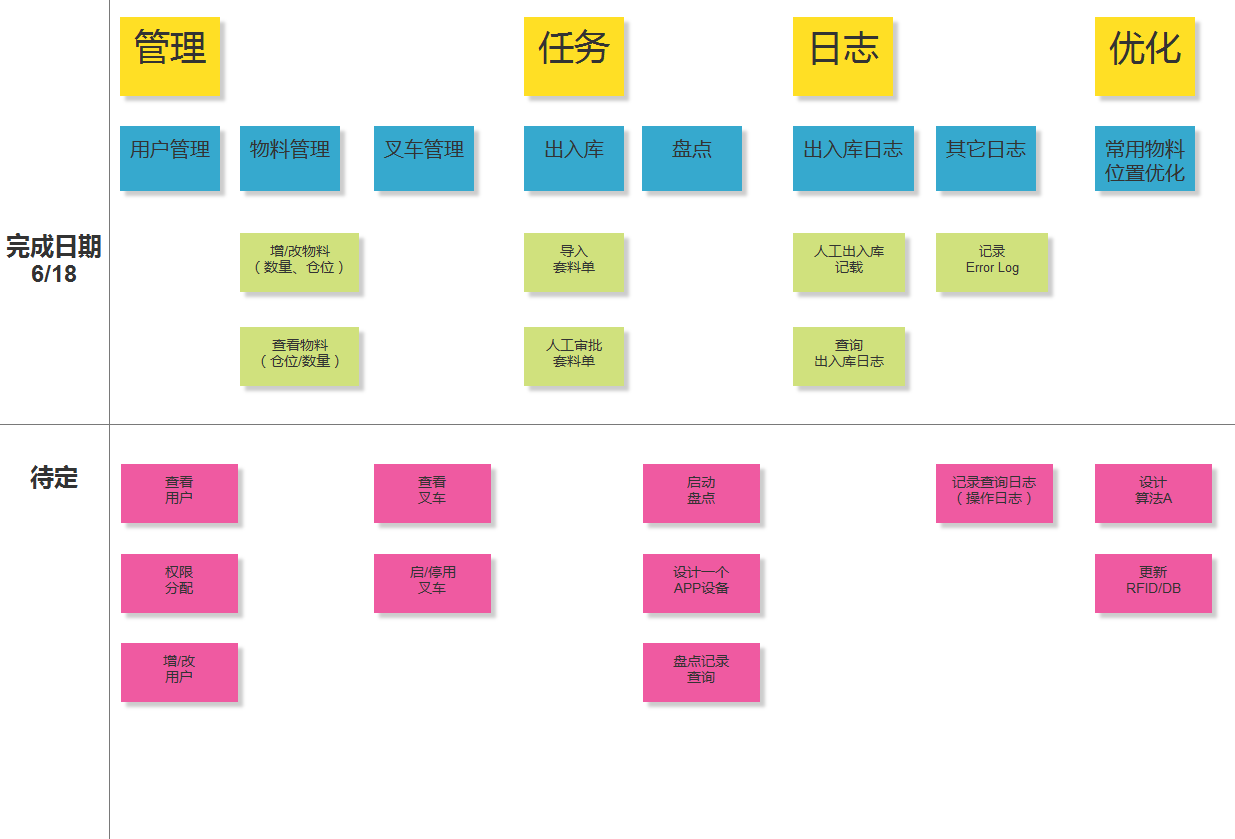 管理
任务
日志
优化
用户管理
物料管理
叉车管理
出入库
盘点
出入库日志
其它日志
常用物料
位置优化
完成日期
6/18
增/改物料
（数量、仓位）
导入
套料单
人工出入库
记载
记录
Error Log
查看物料
（仓位/数量）
人工审批
套料单
查询
出入库日志
待定
查看
用户
查看
叉车
启动
盘点
记录查询日志
（操作日志）
设计
算法A
权限
分配
启/停用
叉车
设计一个
APP设备
更新
RFID/DB
增/改
用户
盘点记录
查询